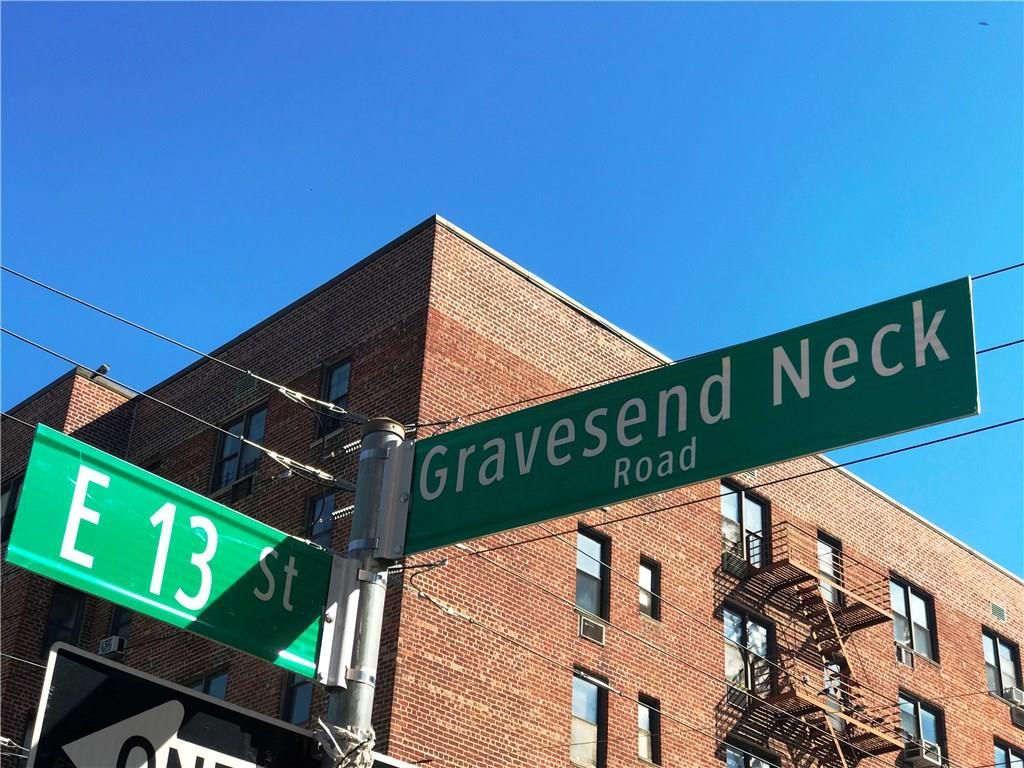 Gravesend Neck
Road
E 13 St